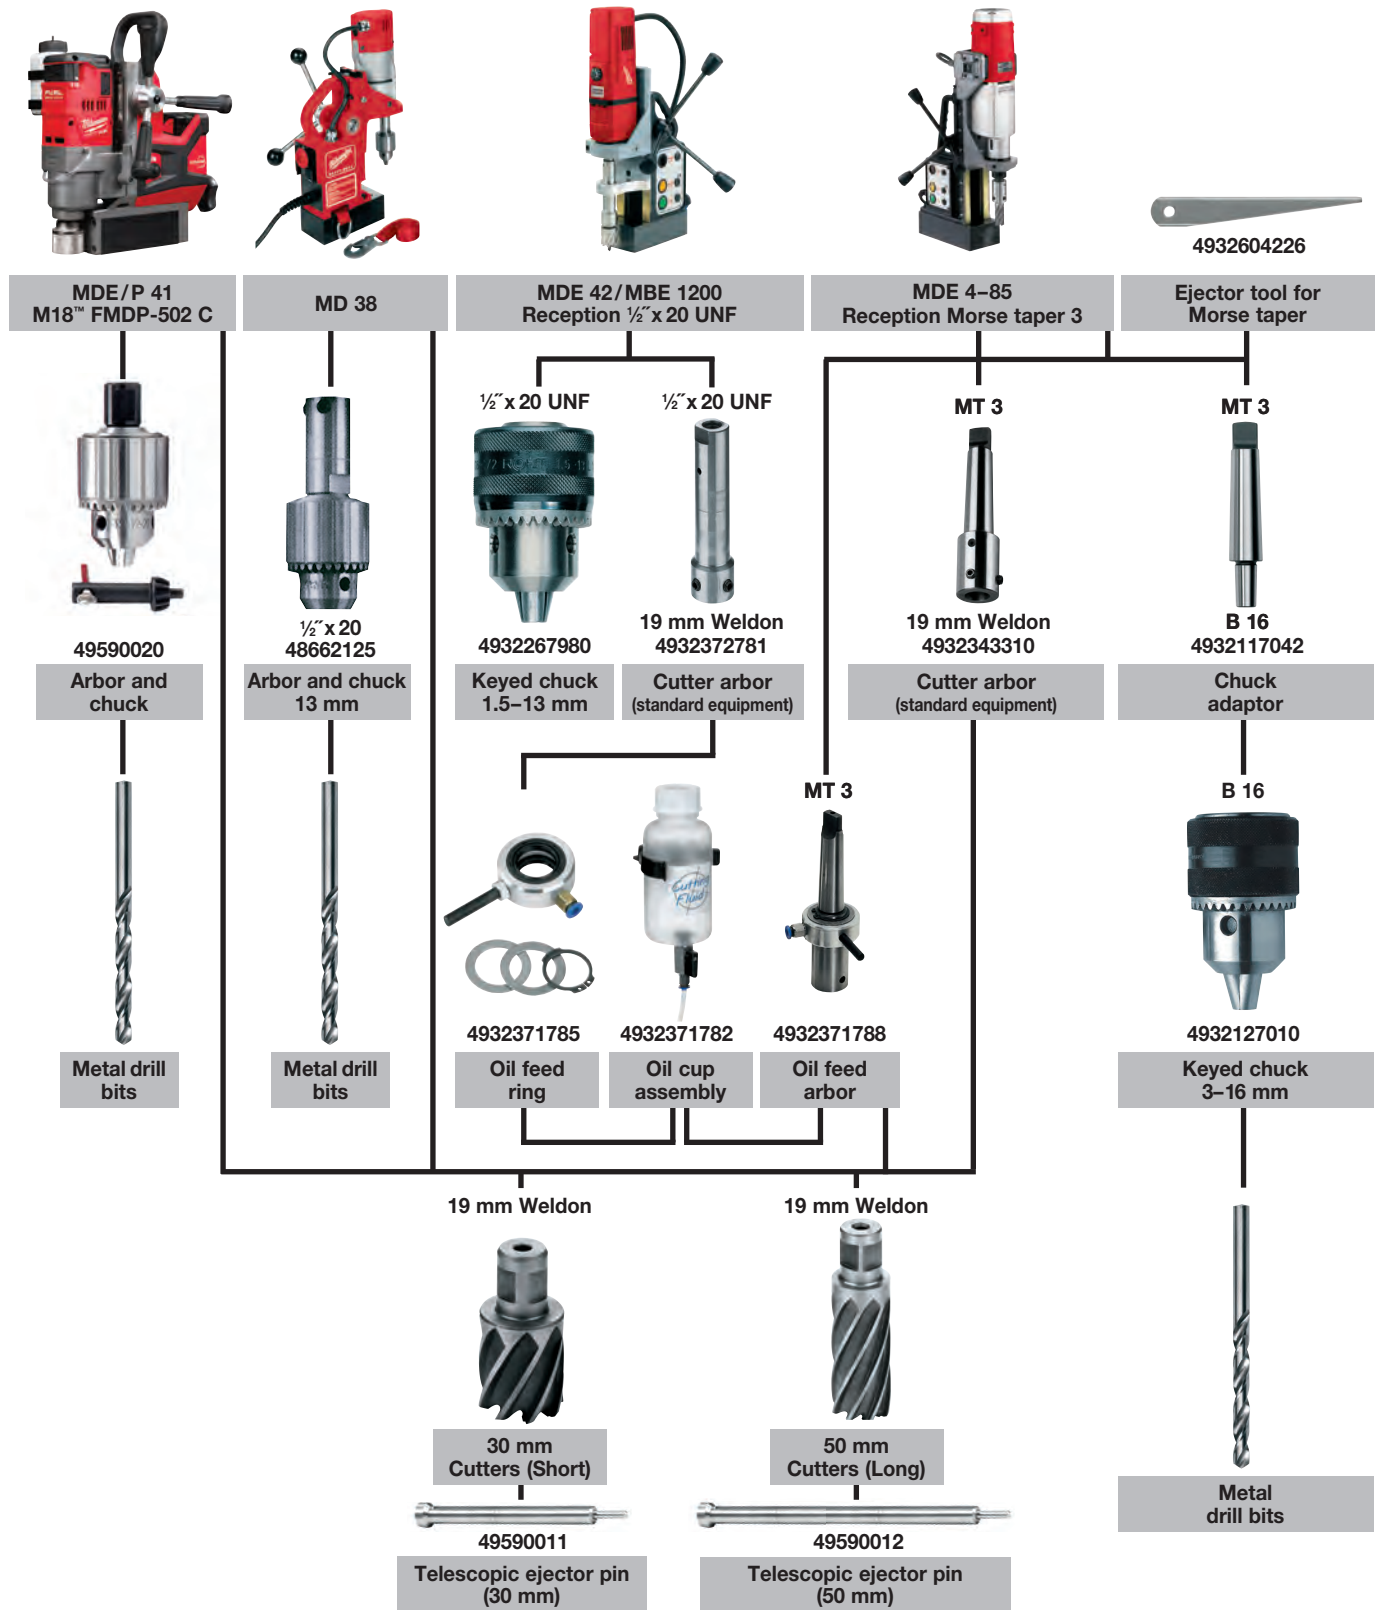 4932604226
MDE/P 41
M18™ FMDP-502 C
MD 38
MDE 42/MBE 1200
Reception ½˝x 20 UNF
MDE 4–85
Reception Morse taper 3
Ejector tool for
Morse taper
½˝x 20 UNF
½˝x 20 UNF
MT 3
MT 3
49590020
Arbor and
chuck
½˝x 20
48662125
Arbor and chuck
13 mm
4932267980
Keyed chuck
1.5–13 mm
19 mm Weldon
4932372781
Cutter arbor
(standard equipment)
19 mm Weldon
4932343310
Cutter arbor
(standard equipment)
B 16
4932117042
Chuck
adaptor
MT 3
B 16
Cutting
Fluid
Metal drill
bits
Metal drill
bits
4932371785
Oil feed
ring
4932371782
Oil cup
assembly
4932371788
Oil feed
arbor
4932127010
Keyed chuck
3–16 mm
19 mm Weldon
19 mm Weldon
30 mm
Cutters (Short)
50 mm
Cutters (Long)
Metal
drill bits
49590011
Telescopic ejector pin
(30 mm)
49590012
Telescopic ejector pin
(50 mm)